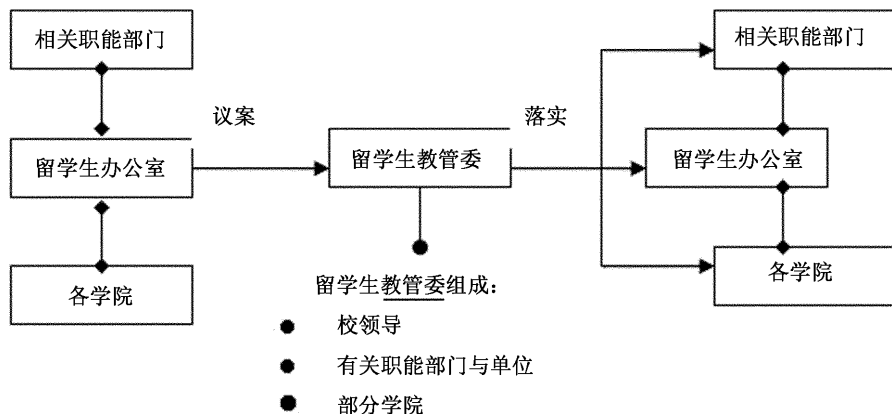 相关职能部门
相关职能部门
议案
落实
留学生办公室
留学生教管委
留学生办公室
各学院
各学院
留学生教管委组成：
校领导
有关职能部门与单位
部分学院